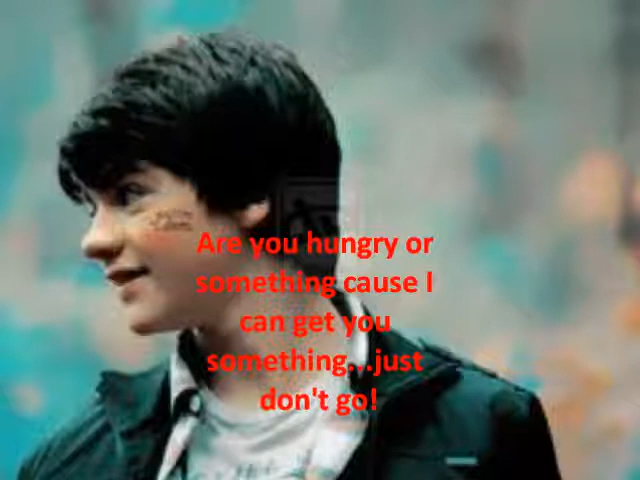 Are you hungry or
something cause I
can get you
something...just
don't go!